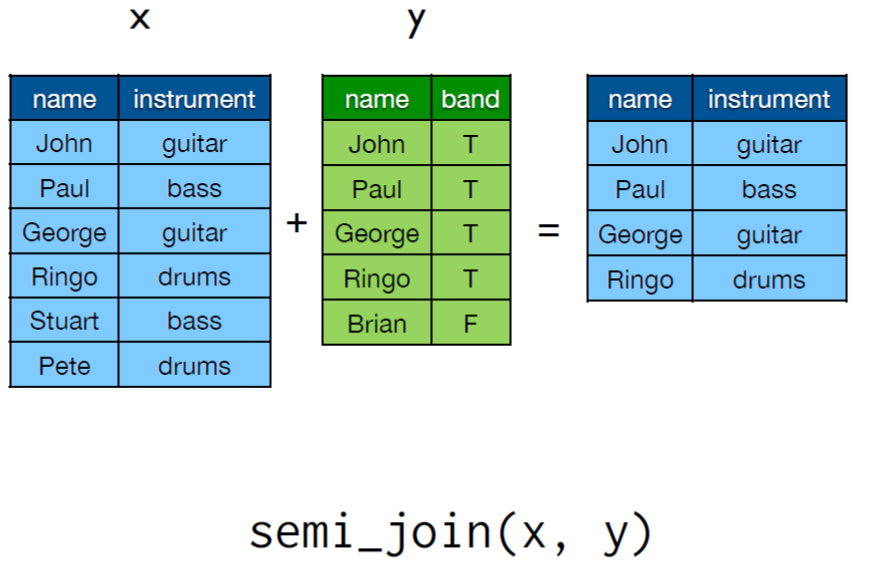 x y
name instrument name band name instrument
John guitar John T John guitar
Paul bass Paul T Paul bass
George guitar + George T = George guitar
Ringo drums Ringo T Ringo drums
Stuart bass Brian F
Pete drums
semi_join(x, y)